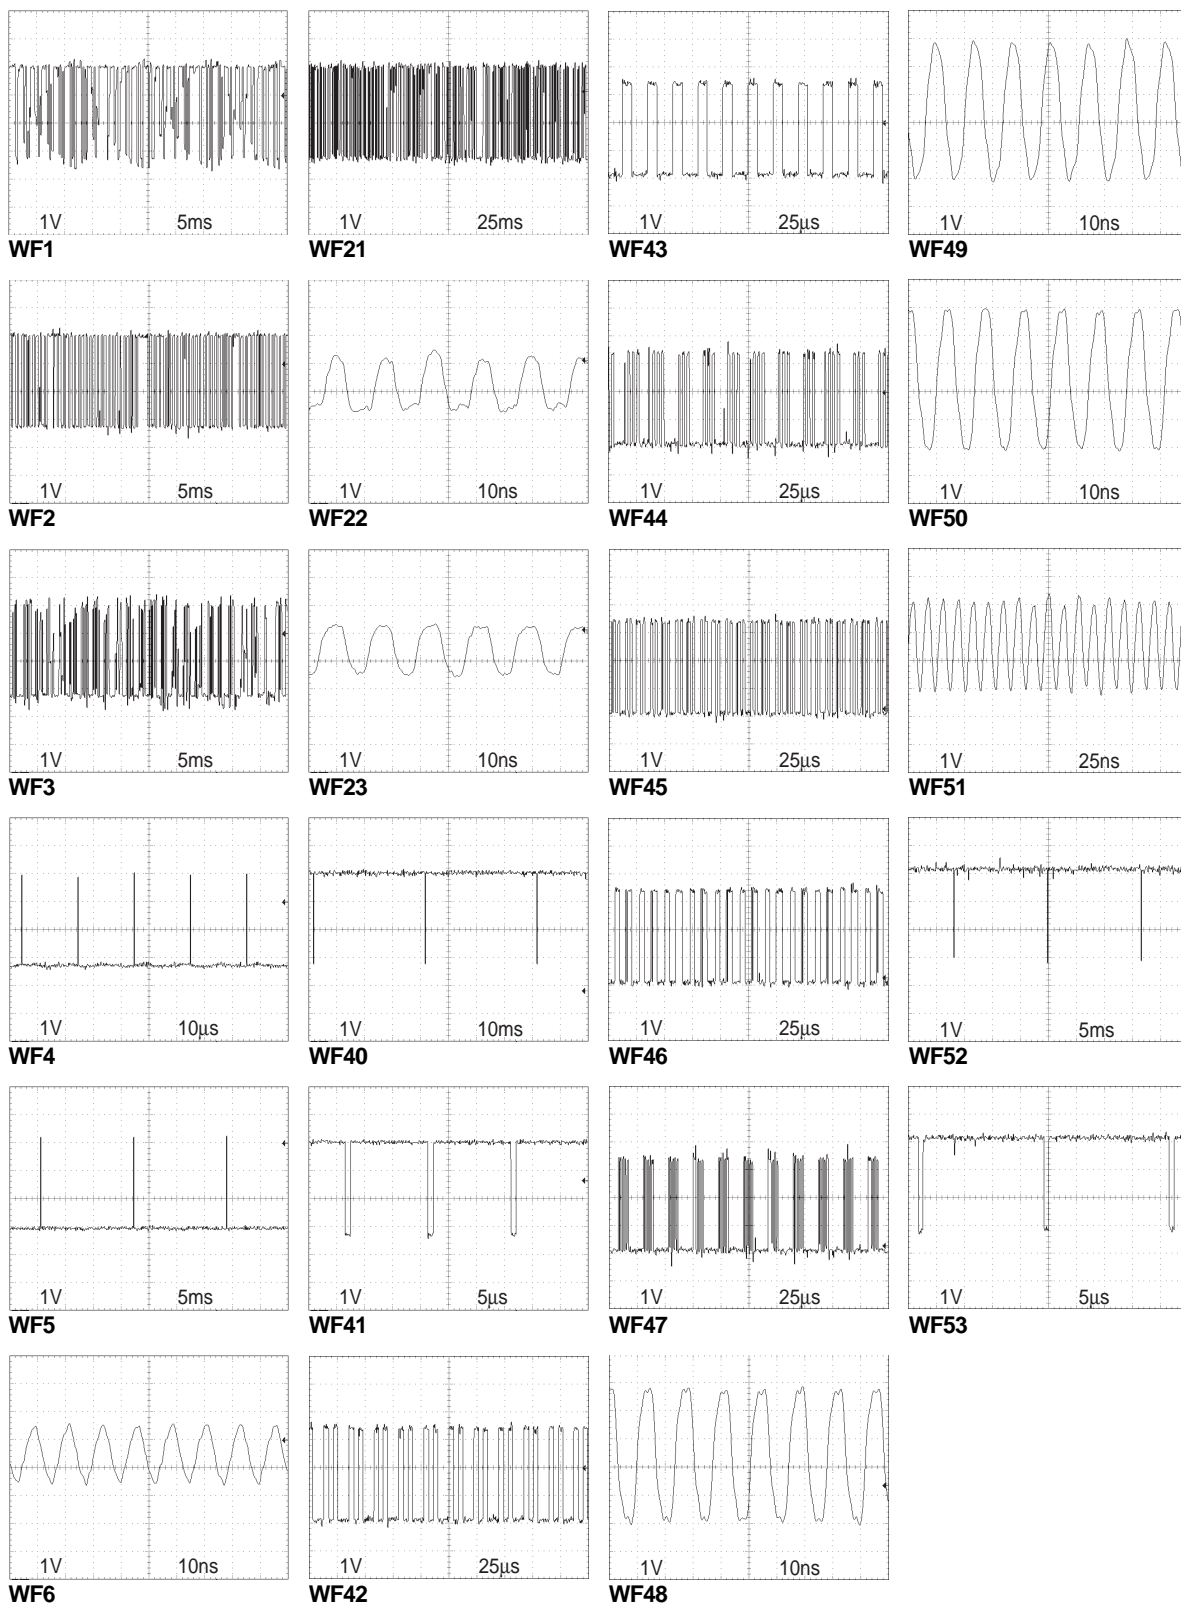 1V 5ms
WF1
1V 25ms
WF21
1V 25µs
WF43
1V 10ns
WF49
1V 5ms
WF2
1V 10ns
WF22
1V 25µs
WF44
1V 10ns
WF50
1V 5ms
WF3
1V 10ns
WF23
1V 25µs
WF45
1V 25ns
WF51
1V 10µs
WF4
1V 10ms
WF40
1V 25µs
WF46
1V 5ms
WF52
1V 5ms
WF5
1V 5µs
WF41
1V 25µs
WF47
1V 5µs
WF53
1V 10ns
WF6
1V 25µs
WF42
1V 10ns
WF48